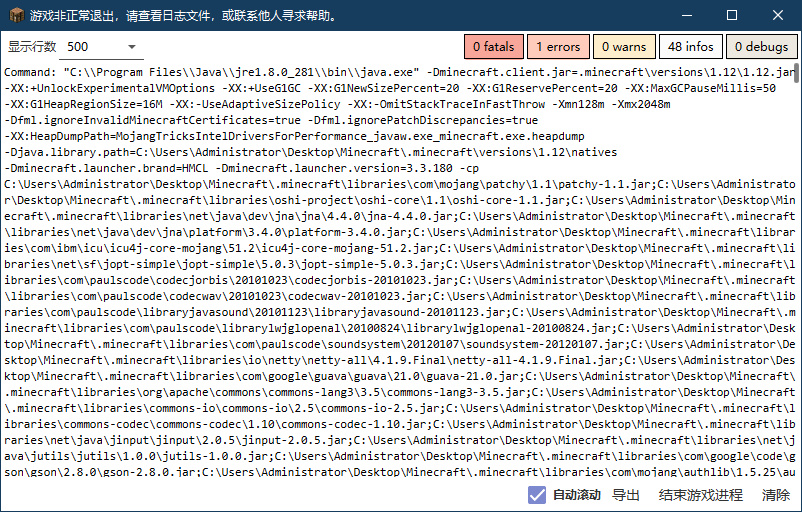 游戏非正常退出，请查看日志文件，或联系他人寻求帮助。
显示行数 500 0 fatals 1 errors 0 warns 48 infos 0 debugs
Command: "C:\\Program Files\\Java\\jre1.8.0_281\\bin\\java.exe" -Dminecraft.client.jar=.minecraft\versions\1.12\1.12.jar
-XX:+UnlockExperimentalVMOptions -XX:+UseG1GC -XX:G1NewSizePercent=20 -XX:G1ReservePercent=20 -XX:MaxGCPauseMillis=50
-XX:G1HeapRegionSize=16M -XX:-UseAdaptiveSizePolicy -XX:-OmitStackTraceInFastThrow -Xmn128m -Xmx2048m
-Dfml.ignoreInvalidMinecraftCertificates=true -Dfml.ignorePatchDiscrepancies=true
-XX:HeapDumpPath=MojangTricksIntelDriversForPerformance_javaw.exe_minecraft.exe.heapdump
-Djava.library.path=C:\Users\Administrator\Desktop\Minecraft\.minecraft\versions\1.12\natives
-Dminecraft.launcher.brand=HMCL -Dminecraft.launcher.version=3.3.180 -cp
C:\Users\Administrator\Desktop\Minecraft\.minecraft\libraries\com\mojang\patchy\1.1\patchy-1.1.jar;C:\Users\Administrato
r\Desktop\Minecraft\.minecraft\libraries\oshi-project\oshi-core\1.1\oshi-core-1.1.jar;C:\Users\Administrator\Desktop\Min
ecraft\.minecraft\libraries\net\java\dev\jna\jna\4.4.0\jna-4.4.0.jar;C:\Users\Administrator\Desktop\Minecraft\.minecraft
\libraries\net\java\dev\jna\platform\3.4.0\platform-3.4.0.jar;C:\Users\Administrator\Desktop\Minecraft\.minecraft\librar
ies\com\ibm\icu\icu4j-core-mojang\51.2\icu4j-core-mojang-51.2.jar;C:\Users\Administrator\Desktop\Minecraft\.minecraft\li
braries\net\sf\jopt-simple\jopt-simple\5.0.3\jopt-simple-5.0.3.jar;C:\Users\Administrator\Desktop\Minecraft\.minecraft\l
ibraries\com\paulscode\codecjorbis\20101023\codecjorbis-20101023.jar;C:\Users\Administrator\Desktop\Minecraft\.minecraft
\libraries\com\paulscode\codecwav\20101023\codecwav-20101023.jar;C:\Users\Administrator\Desktop\Minecraft\.minecraft\lib
raries\com\paulscode\libraryjavasound\20101123\libraryjavasound-20101123.jar;C:\Users\Administrator\Desktop\Minecraft\.m
inecraft\libraries\com\paulscode\librarylwjglopenal\20100824\librarylwjglopenal-20100824.jar;C:\Users\Administrator\Desk
top\Minecraft\.minecraft\libraries\com\paulscode\soundsystem\20120107\soundsystem-20120107.jar;C:\Users\Administrator\De
sktop\Minecraft\.minecraft\libraries\io\netty\netty-all\4.1.9.Final\netty-all-4.1.9.Final.jar;C:\Users\Administrator\Des
ktop\Minecraft\.minecraft\libraries\com\google\guava\guava\21.0\guava-21.0.jar;C:\Users\Administrator\Desktop\Minecraft\
.minecraft\libraries\org\apache\commons\commons-lang3\3.5\commons-lang3-3.5.jar;C:\Users\Administrator\Desktop\Minecraft
\.minecraft\libraries\commons-io\commons-io\2.5\commons-io-2.5.jar;C:\Users\Administrator\Desktop\Minecraft\.minecraft\l
ibraries\commons-codec\commons-codec\1.10\commons-codec-1.10.jar;C:\Users\Administrator\Desktop\Minecraft\.minecraft\lib
raries\net\java\jinput\jinput\2.0.5\jinput-2.0.5.jar;C:\Users\Administrator\Desktop\Minecraft\.minecraft\libraries\net\j
ava\jutils\jutils\1.0.0\jutils-1.0.0.jar;C:\Users\Administrator\Desktop\Minecraft\.minecraft\libraries\com\google\code\g
son\gson\2.8.0\gson-2.8.0.jar;C:\Users\Administrator\Desktop\Minecraft\.minecraft\libraries\com\mojang\authlib\1.5.25\au
自动滚动 导出 结束游戏进程 清除